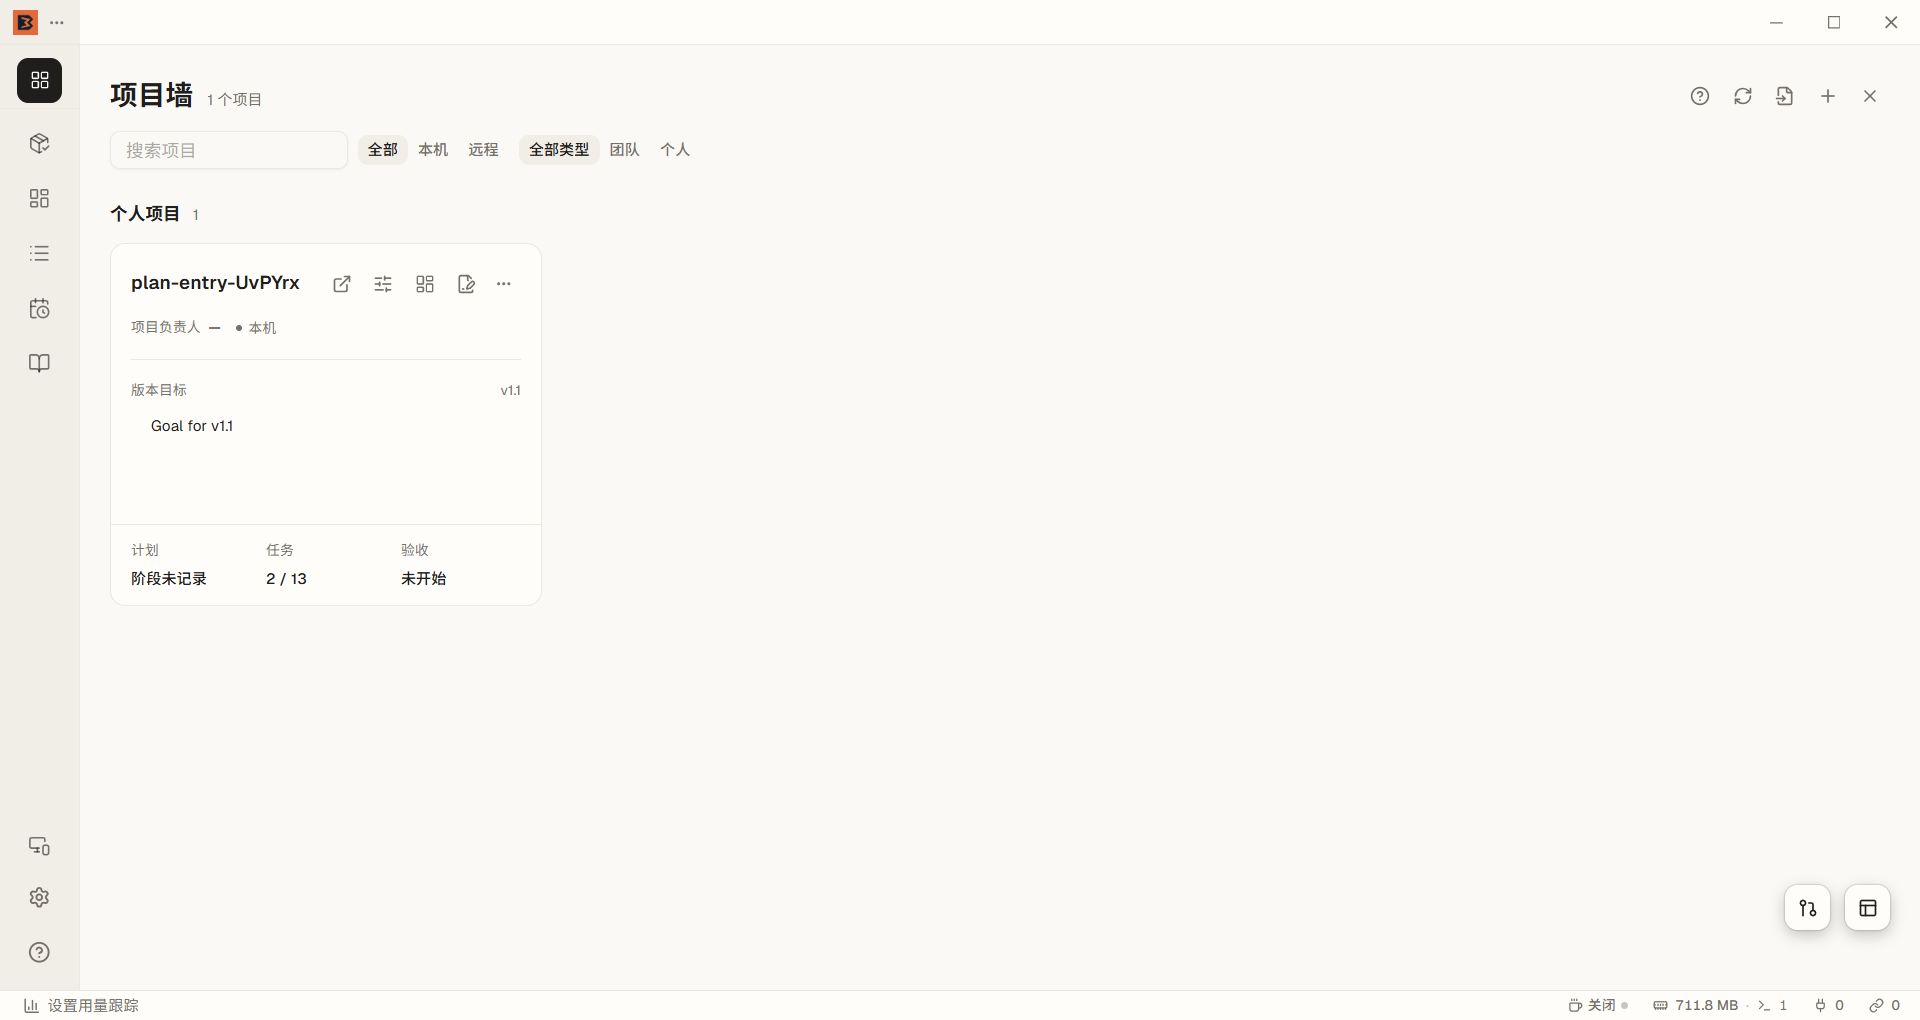 项目墙 1 个项目
搜索项目 全部 本机 远程 全部类型 团队 个人
个人项目 1
plan-entry-UvPYrx
项目负责人 — • 本机
版本目标 v1.1
Goal for v1.1
计划 任务 验收
阶段未记录 2 / 13 未开始
设置用量跟踪 关闭 711.8 MB · 1 0 0